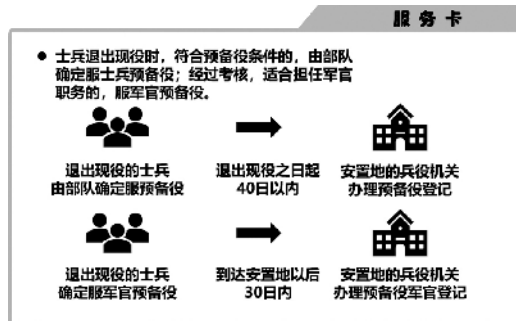 服务卡
● 士兵退出现役时，符合预备役条件的，由部队
确定服士兵预备役；经过考核，适合担任军官
职务的，服军官预备役。
退出现役的士兵
由部队确定服预备役
退出现役之日起
40日以内
安置地的兵役机关
办理预备役登记
退出现役的士兵
确定服军官预备役
到达安置地以后
30日内
安置地的兵役机关
办理预备役军官登记